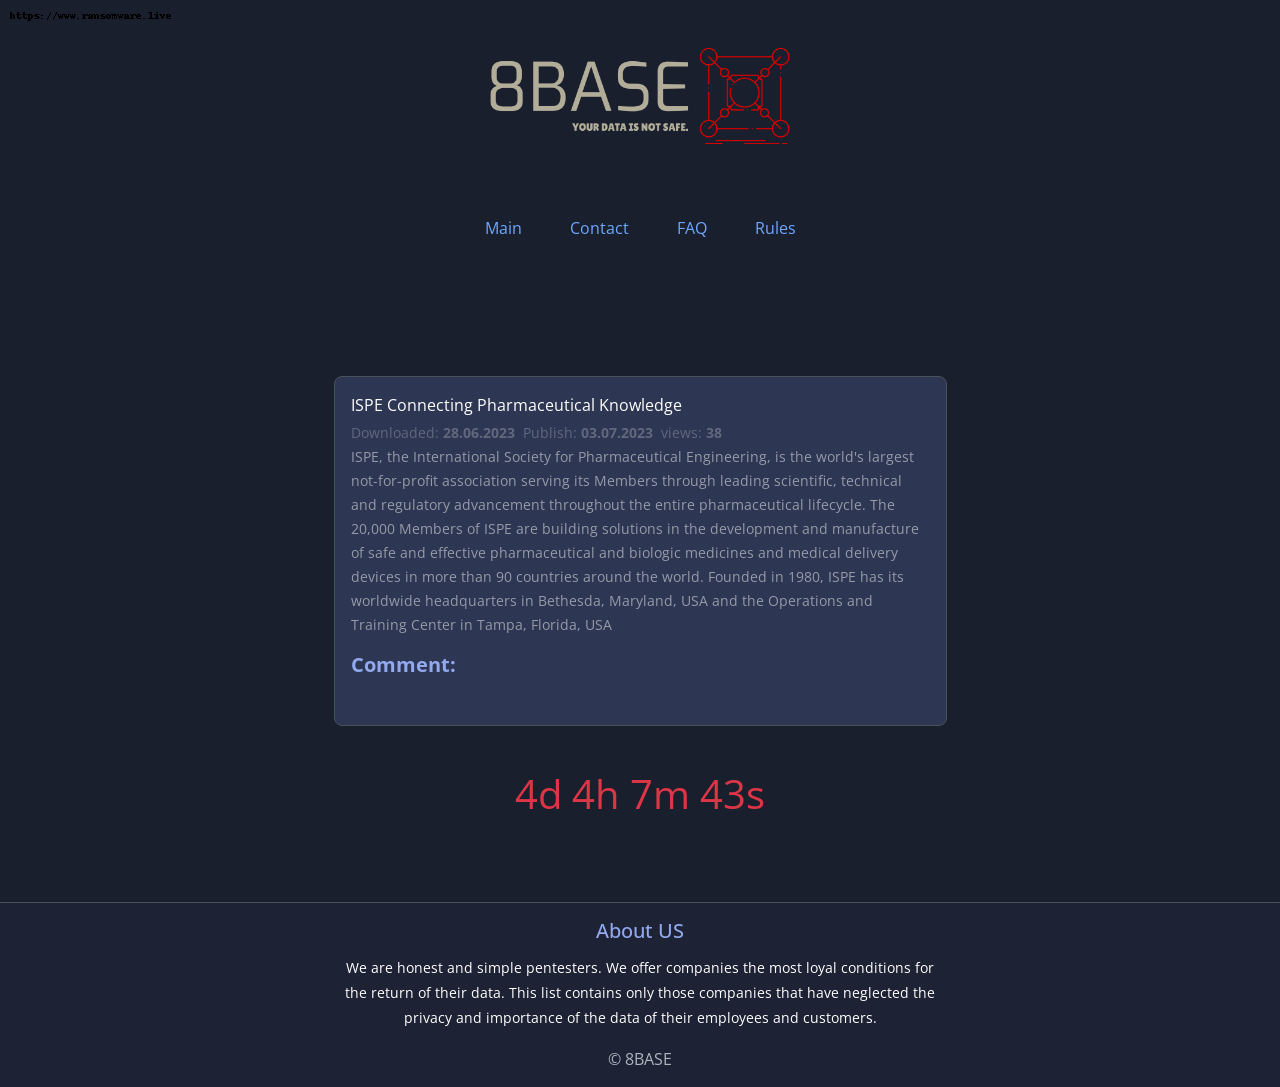 https://www.ransomware.live
8BASE
YOUR DATA IS NOT SAFE.
Main Contact FAQ Rules
ISPE Connecting Pharmaceutical Knowledge
Downloaded: 28.06.2023 Publish: 03.07.2023 views: 38
ISPE, the International Society for Pharmaceutical Engineering, is the world's largest
not-for-profit association serving its Members through leading scientific, technical
and regulatory advancement throughout the entire pharmaceutical lifecycle. The
20,000 Members of ISPE are building solutions in the development and manufacture
of safe and effective pharmaceutical and biologic medicines and medical delivery
devices in more than 90 countries around the world. Founded in 1980, ISPE has its
worldwide headquarters in Bethesda, Maryland, USA and the Operations and
Training Center in Tampa, Florida, USA
Comment:
4d 4h 7m 43s
About US
We are honest and simple pentesters. We offer companies the most loyal conditions for
the return of their data. This list contains only those companies that have neglected the
privacy and importance of the data of their employees and customers.
© 8BASE